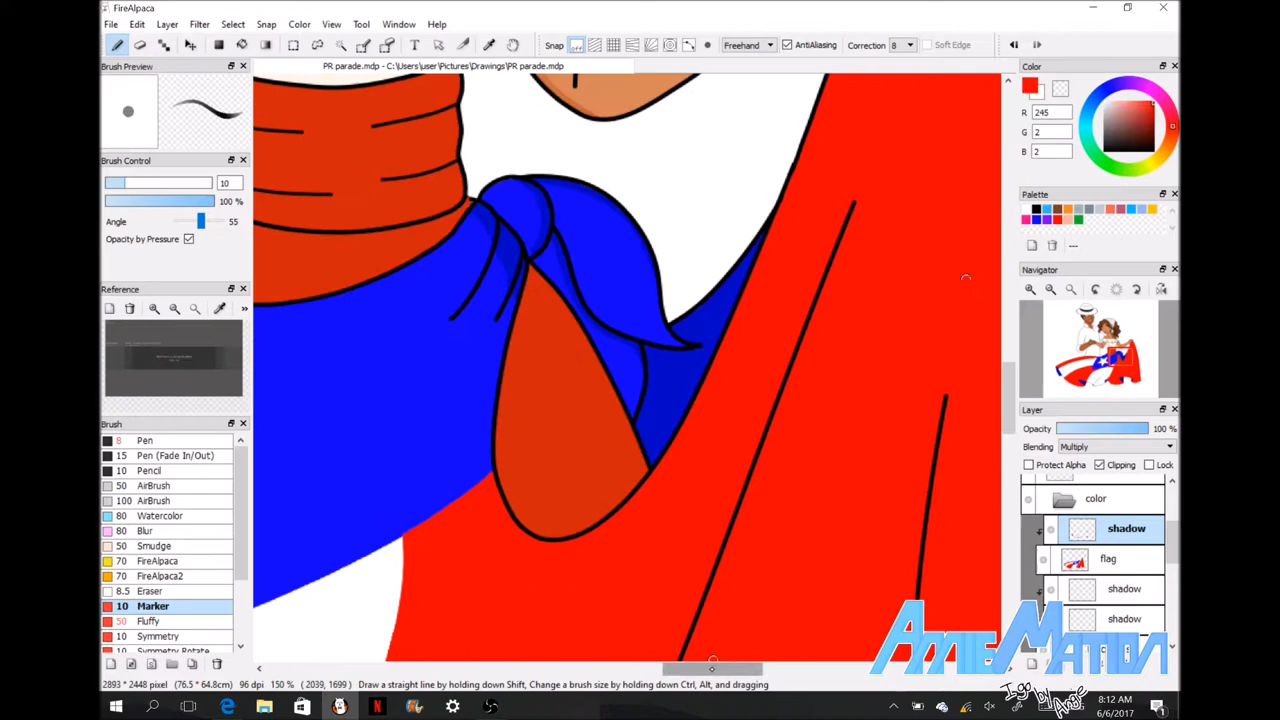 FireAlpaca
File Edit Layer Filter Select Snap Color View Tool Window Help
T Snap off Freehand AntiAliasing Correction 8 Soft Edge
Brush Preview
PR parade.mdp - C:\Users\user\Pictures\Drawings\PR parade.mdp
Color
R 245
G 2
B 2
Brush Control
10
100 %
Angle 55
Opacity by Pressure
Palette
---
Reference
Navigator
Layer
Opacity 100 %
Blending Multiply
Protect Alpha Clipping Lock
color
shadow
flag
shadow
shadow
Brush
8 Pen
15 Pen (Fade In/Out)
10 Pencil
50 AirBrush
100 AirBrush
80 Watercolor
80 Blur
50 Smudge
70 FireAlpaca
70 FireAlpaca2
8.5 Eraser
10 Marker
50 Fluffy
10 Symmetry
10 Symmetry Rotate
2893 * 2448 pixel (76.5 * 64.8cm) 96 dpi 150 % (2039, 1699) Draw a straight line by holding down Shift, Change a brush size by holding down Ctrl, Alt, and dragging
8:12 AM
6/6/2017